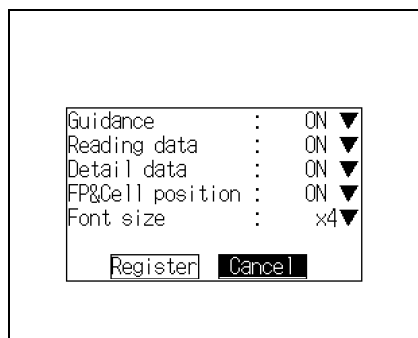 Guidance : ON ▼
Reading data : ON ▼
Detail data : ON ▼
FP&Cell position : ON ▼
Font size : x4▼
Register Cancel